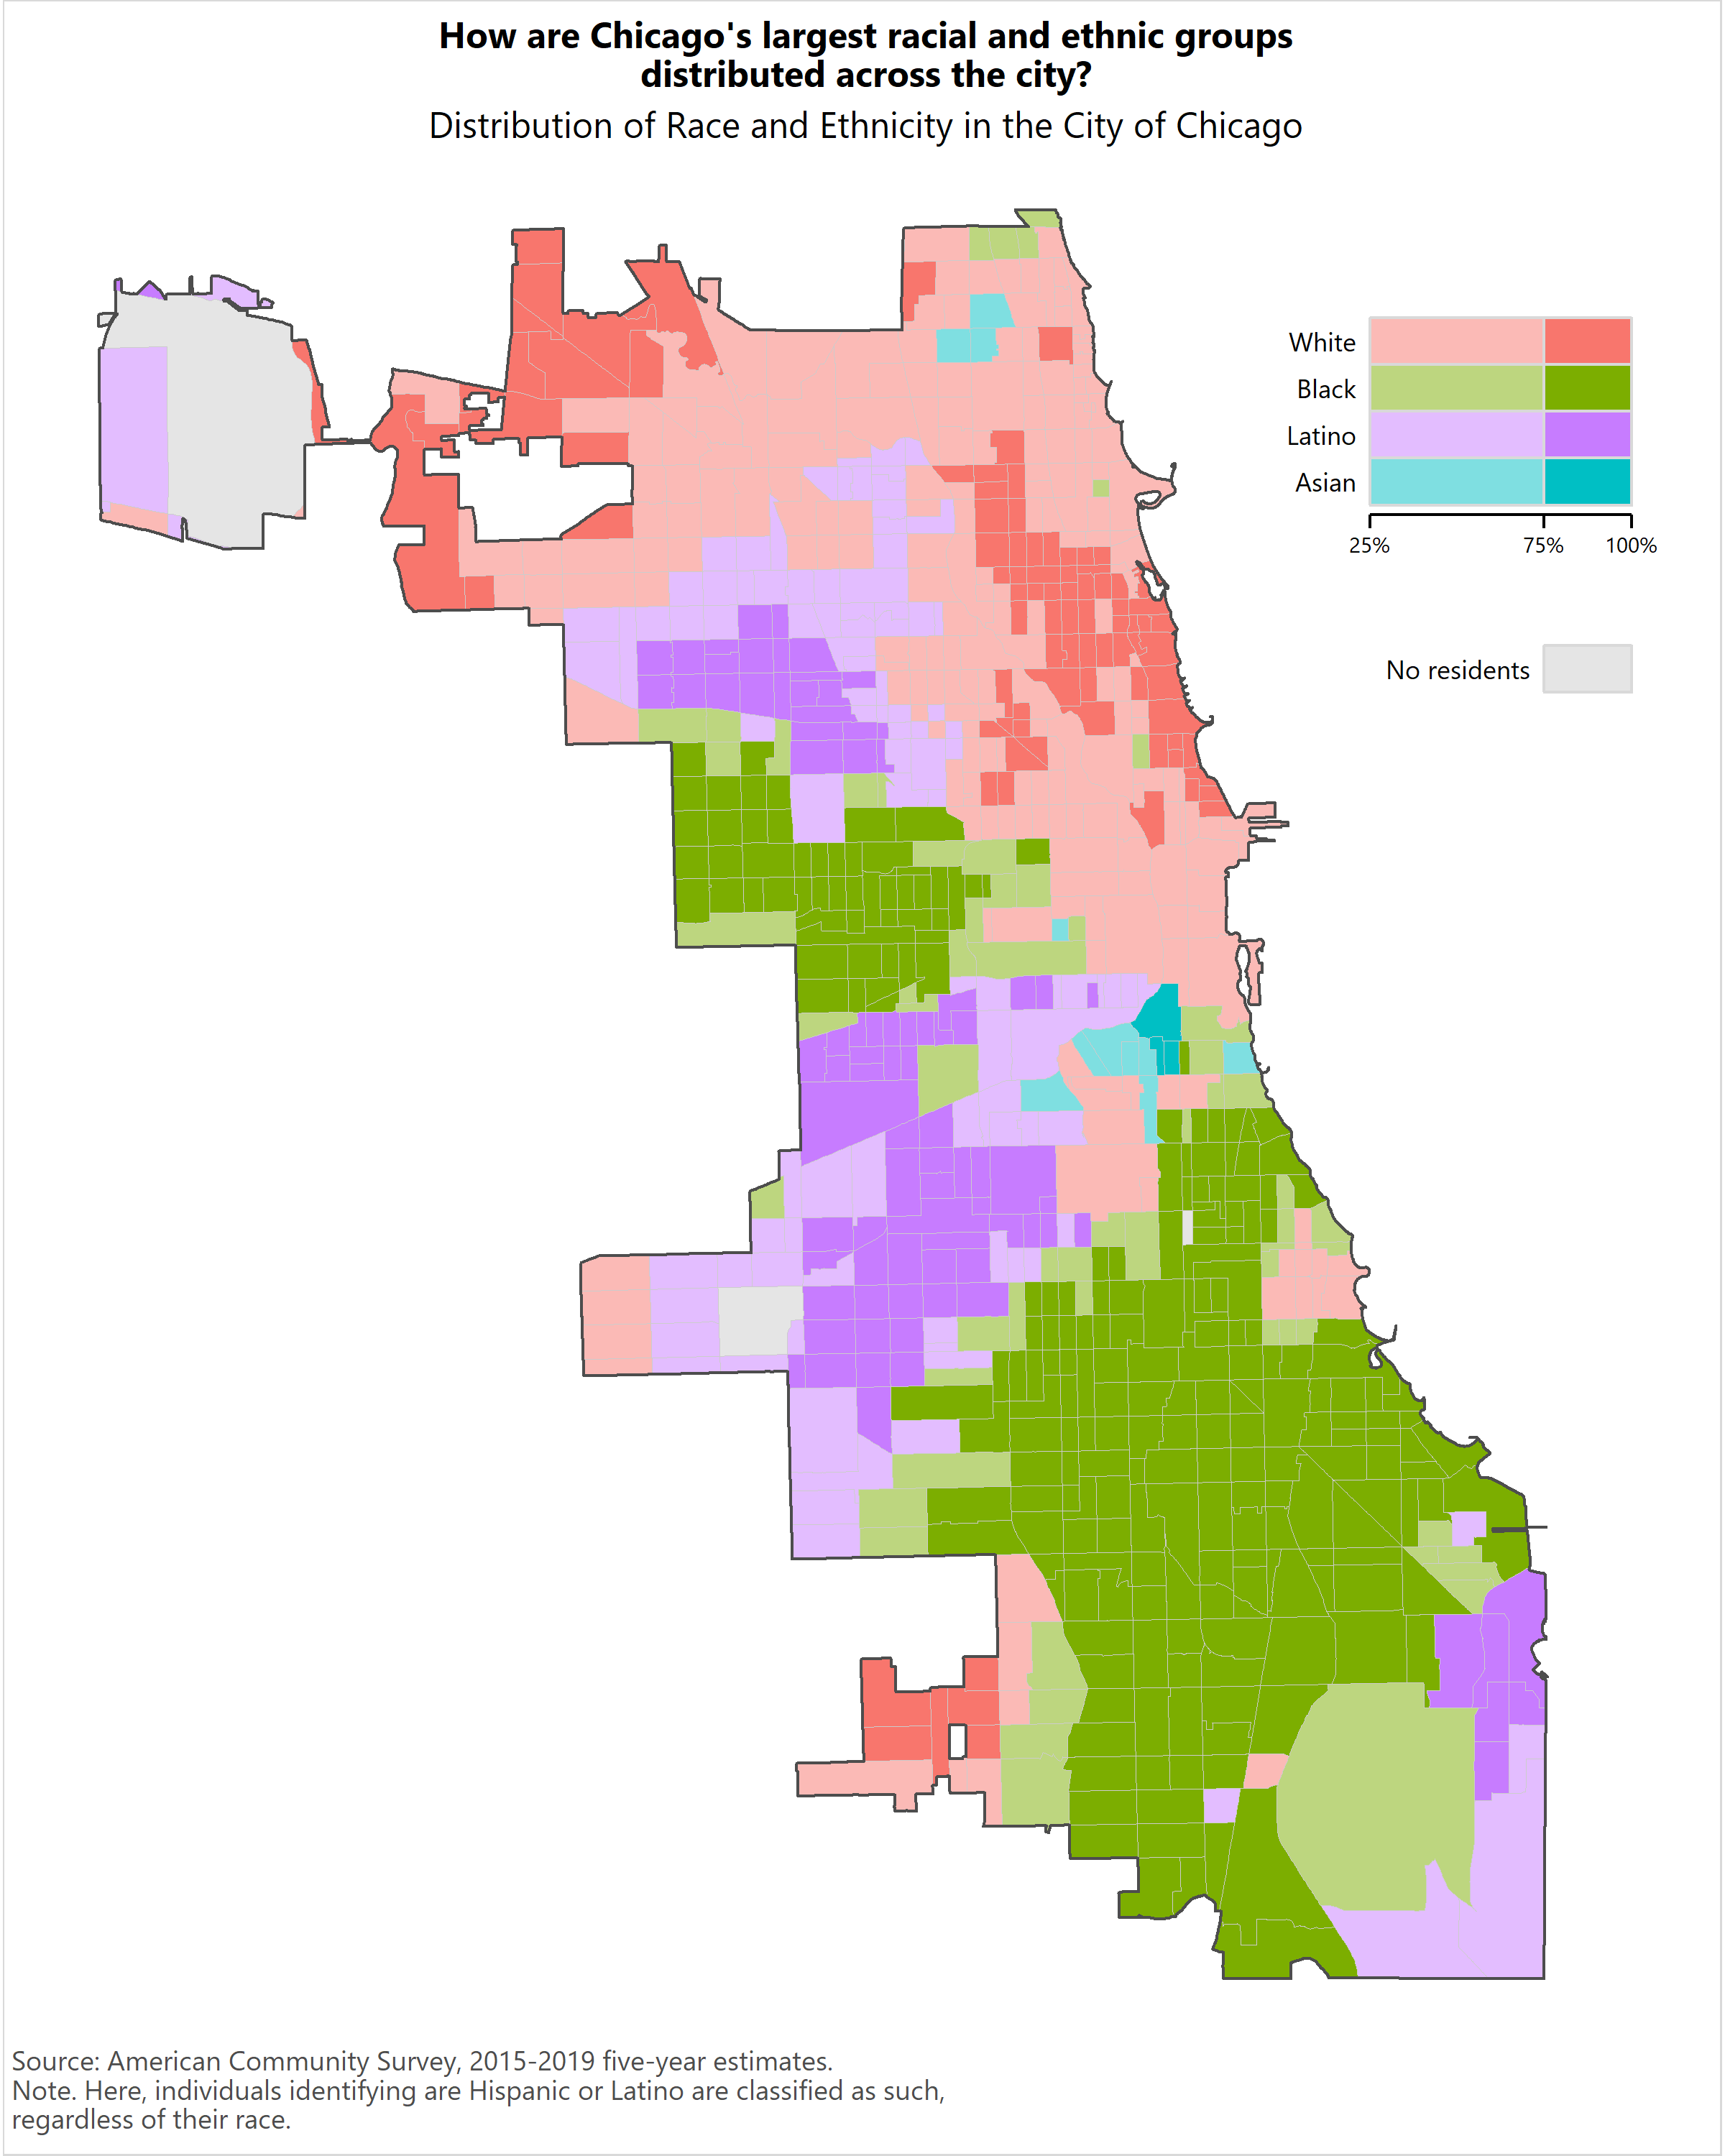 How are Chicago's largest racial and ethnic groups
distributed across the city?
Distribution of Race and Ethnicity in the City of Chicago
White
Black
Latino
Asian
25%
75%
100%
No residents
Source: American Community Survey, 2015-2019 five-year estimates.
Note. Here, individuals identifying are Hispanic or Latino are classified as such,
regardless of their race.